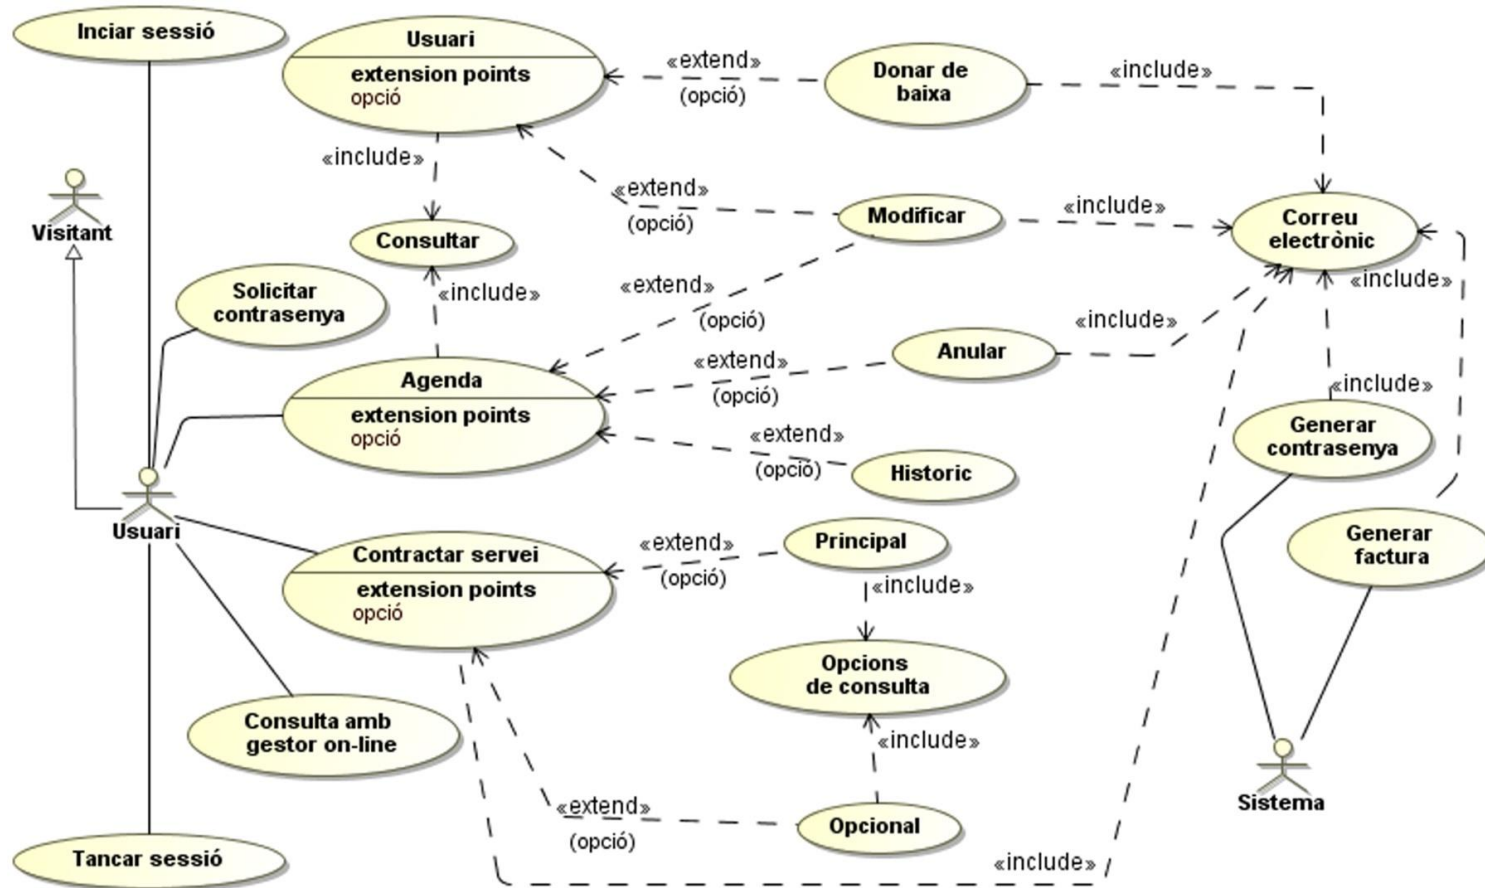 Inciar sessió
Usuari
extension points
opció
«extend»
(opció)
Donar de
baixa
«include»
«include»
Visitant
Consultar
«extend»
(opció)
Modificar
«include»
Correu
electrònic
Solicitar
contrasenya
«include»
«extend»
(opció)
«include»
«include»
Agenda
extension points
opció
«extend»
(opció)
Anular
«include»
Generar
contrasenya
«extend»
(opció)
Historic
Usuari
Contractar servei
extension points
opció
«extend»
(opció)
Principal
«include»
Generar
factura
Opcions
de consulta
Consulta amb
gestor on-line
«include»
Sistema
«extend»
(opció)
Opcional
Tancar sessió
«include»